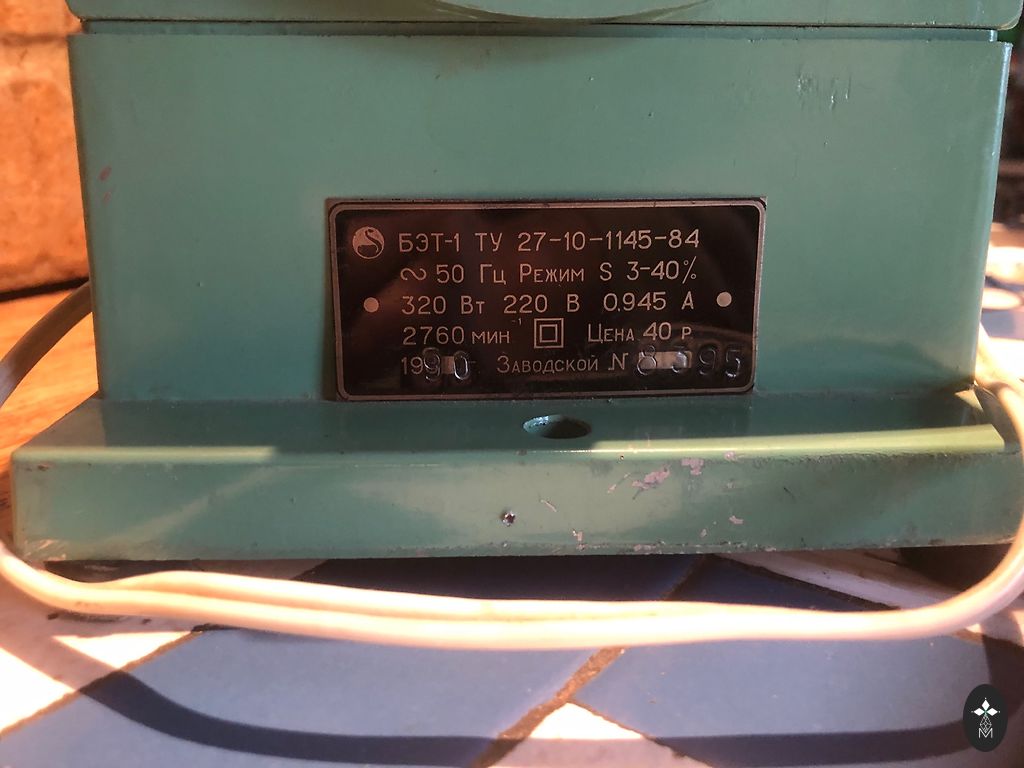 БЭТ-1 ТУ 27-10-1145-84
~ 50 Гц Режим S 3-40%
320 Вт 220 В 0,945 А
2760 мин⁻¹ Цена 40 р
1990 Заводской N
M